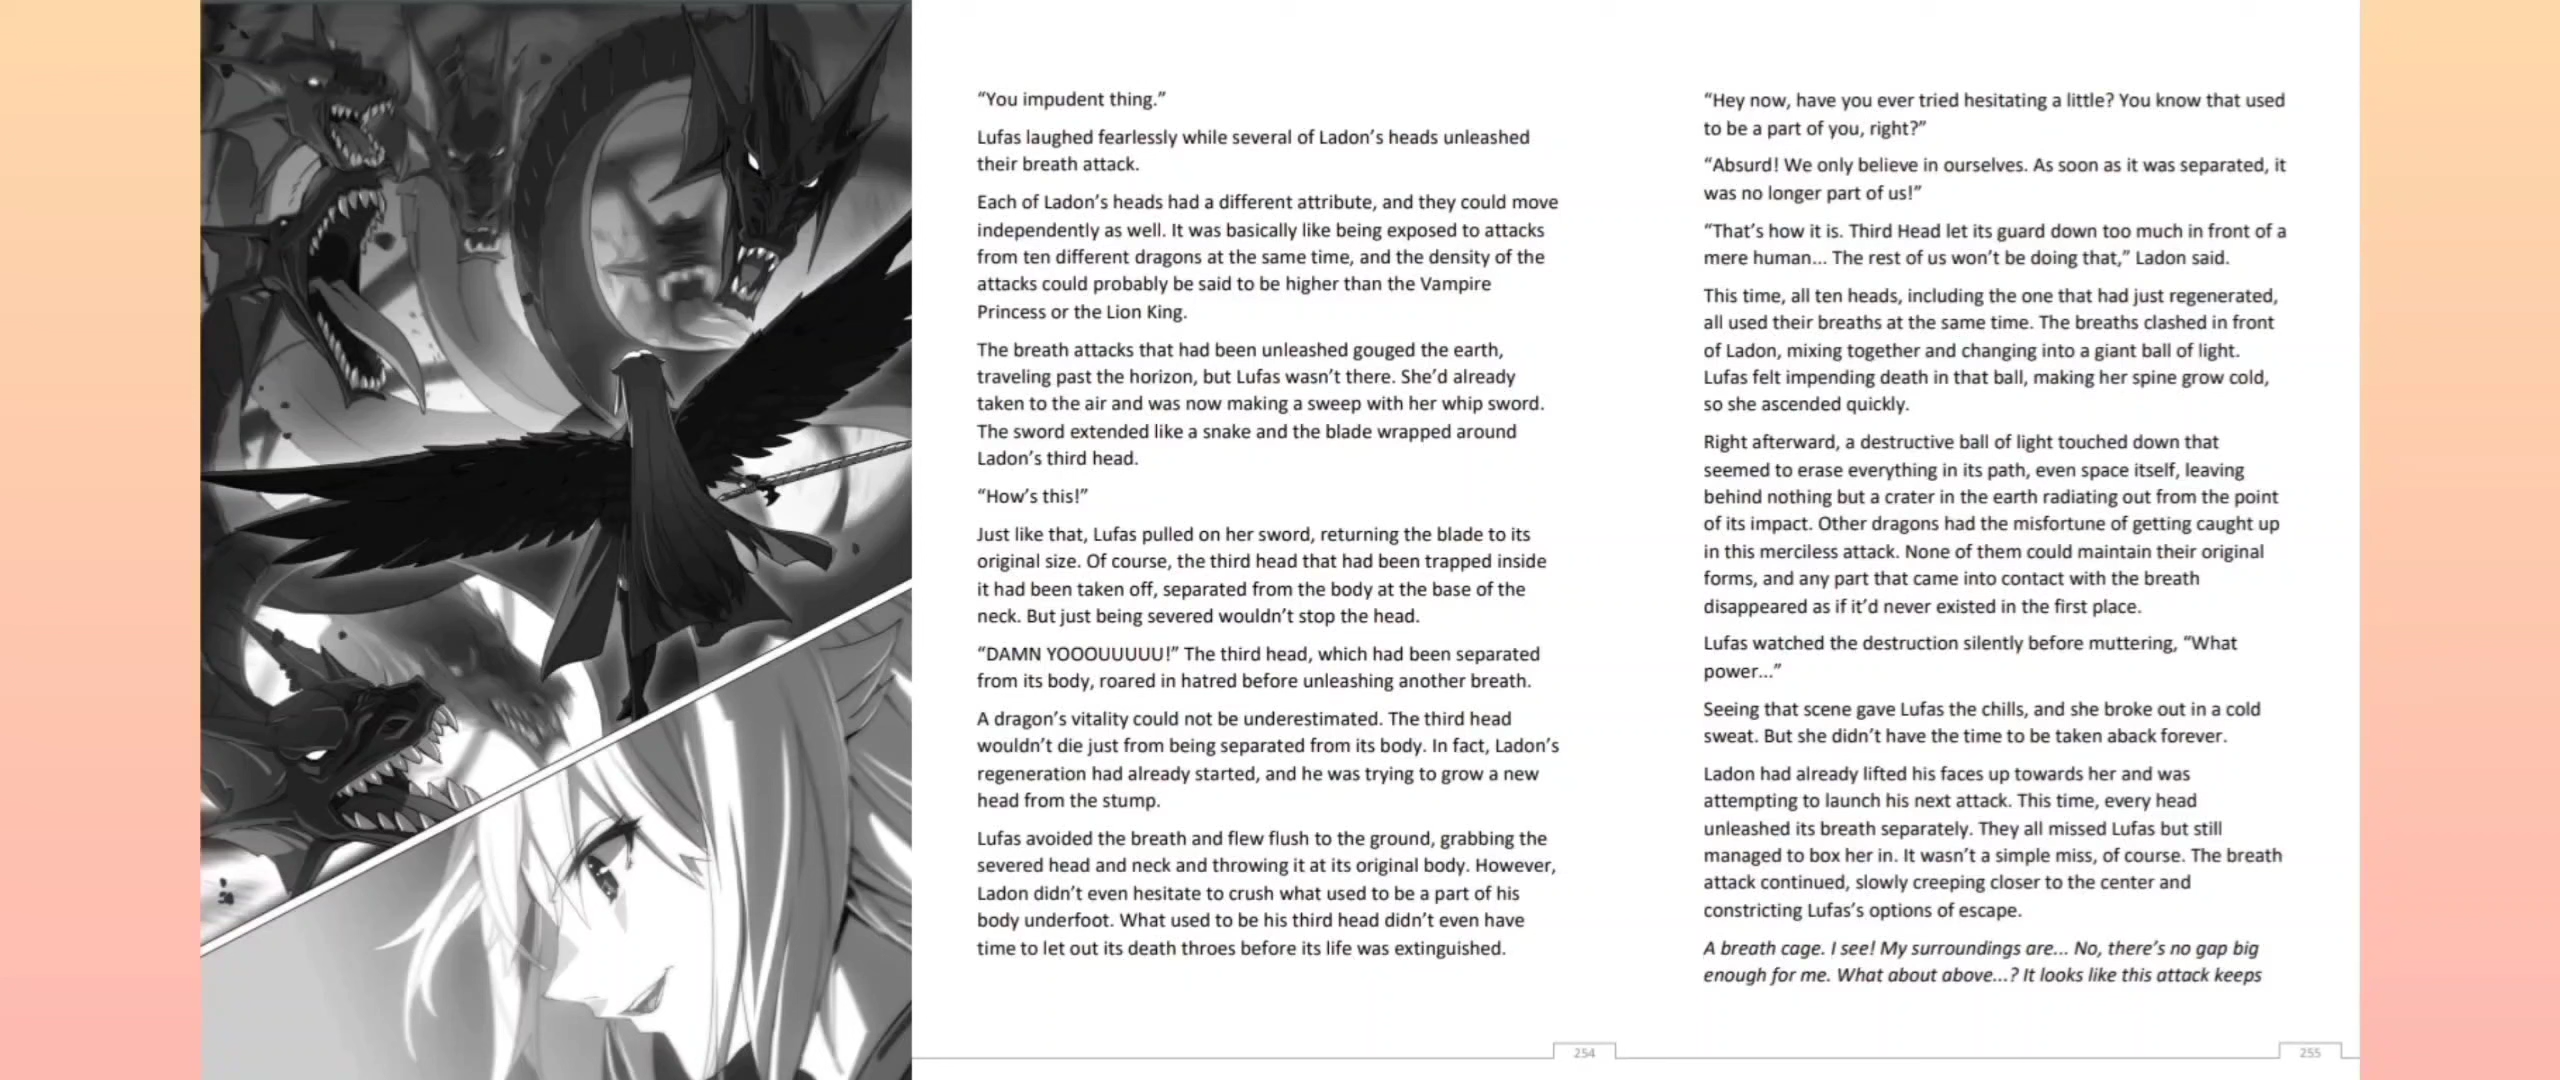 “You impudent thing.”
Lufas laughed fearlessly while several of Ladon’s heads unleashed
their breath attack.
Each of Ladon’s heads had a different attribute, and they could move
independently as well. It was basically like being exposed to attacks
from ten different dragons at the same time, and the density of the
attacks could probably be said to be higher than the Vampire
Princess or the Lion King.
The breath attacks that had been unleashed gouged the earth,
traveling past the horizon, but Lufas wasn’t there. She’d already
taken to the air and was now making a sweep with her whip sword.
The sword extended like a snake and the blade wrapped around
Ladon’s third head.
“How’s this!”
Just like that, Lufas pulled on her sword, returning the blade to its
original size. Of course, the third head that had been trapped inside
it had been taken off, separated from the body at the base of the
neck. But just being severed wouldn’t stop the head.
“DAMN YOOOUUUUU!” The third head, which had been separated
from its body, roared in hatred before unleashing another breath.
A dragon’s vitality could not be underestimated. The third head
wouldn’t die just from being separated from its body. In fact, Ladon’s
regeneration had already started, and he was trying to grow a new
head from the stump.
Lufas avoided the breath and flew flush to the ground, grabbing the
severed head and neck and throwing it at its original body. However,
Ladon didn’t even hesitate to crush what used to be a part of his
body underfoot. What used to be his third head didn’t even have
time to let out its death throes before its life was extinguished.
254
“Hey now, have you ever tried hesitating a little? You know that used
to be a part of you, right?”
“Absurd! We only believe in ourselves. As soon as it was separated, it
was no longer part of us!”
“That’s how it is. Third Head let its guard down too much in front of a
mere human... The rest of us won’t be doing that,” Ladon said.
This time, all ten heads, including the one that had just regenerated,
all used their breaths at the same time. The breaths clashed in front
of Ladon, mixing together and changing into a giant ball of light.
Lufas felt impending death in that ball, making her spine grow cold,
so she ascended quickly.
Right afterward, a destructive ball of light touched down that
seemed to erase everything in its path, even space itself, leaving
behind nothing but a crater in the earth radiating out from the point
of its impact. Other dragons had the misfortune of getting caught up
in this merciless attack. None of them could maintain their original
forms, and any part that came into contact with the breath
disappeared as if it’d never existed in the first place.
Lufas watched the destruction silently before muttering, “What
power...”
Seeing that scene gave Lufas the chills, and she broke out in a cold
sweat. But she didn’t have the time to be taken aback forever.
Ladon had already lifted his faces up towards her and was
attempting to launch his next attack. This time, every head
unleashed its breath separately. They all missed Lufas but still
managed to box her in. It wasn’t a simple miss, of course. The breath
attack continued, slowly creeping closer to the center and
constricting Lufas’s options of escape.
A breath cage. I see! My surroundings are... No, there’s no gap big
enough for me. What about above...? It looks like this attack keeps
255